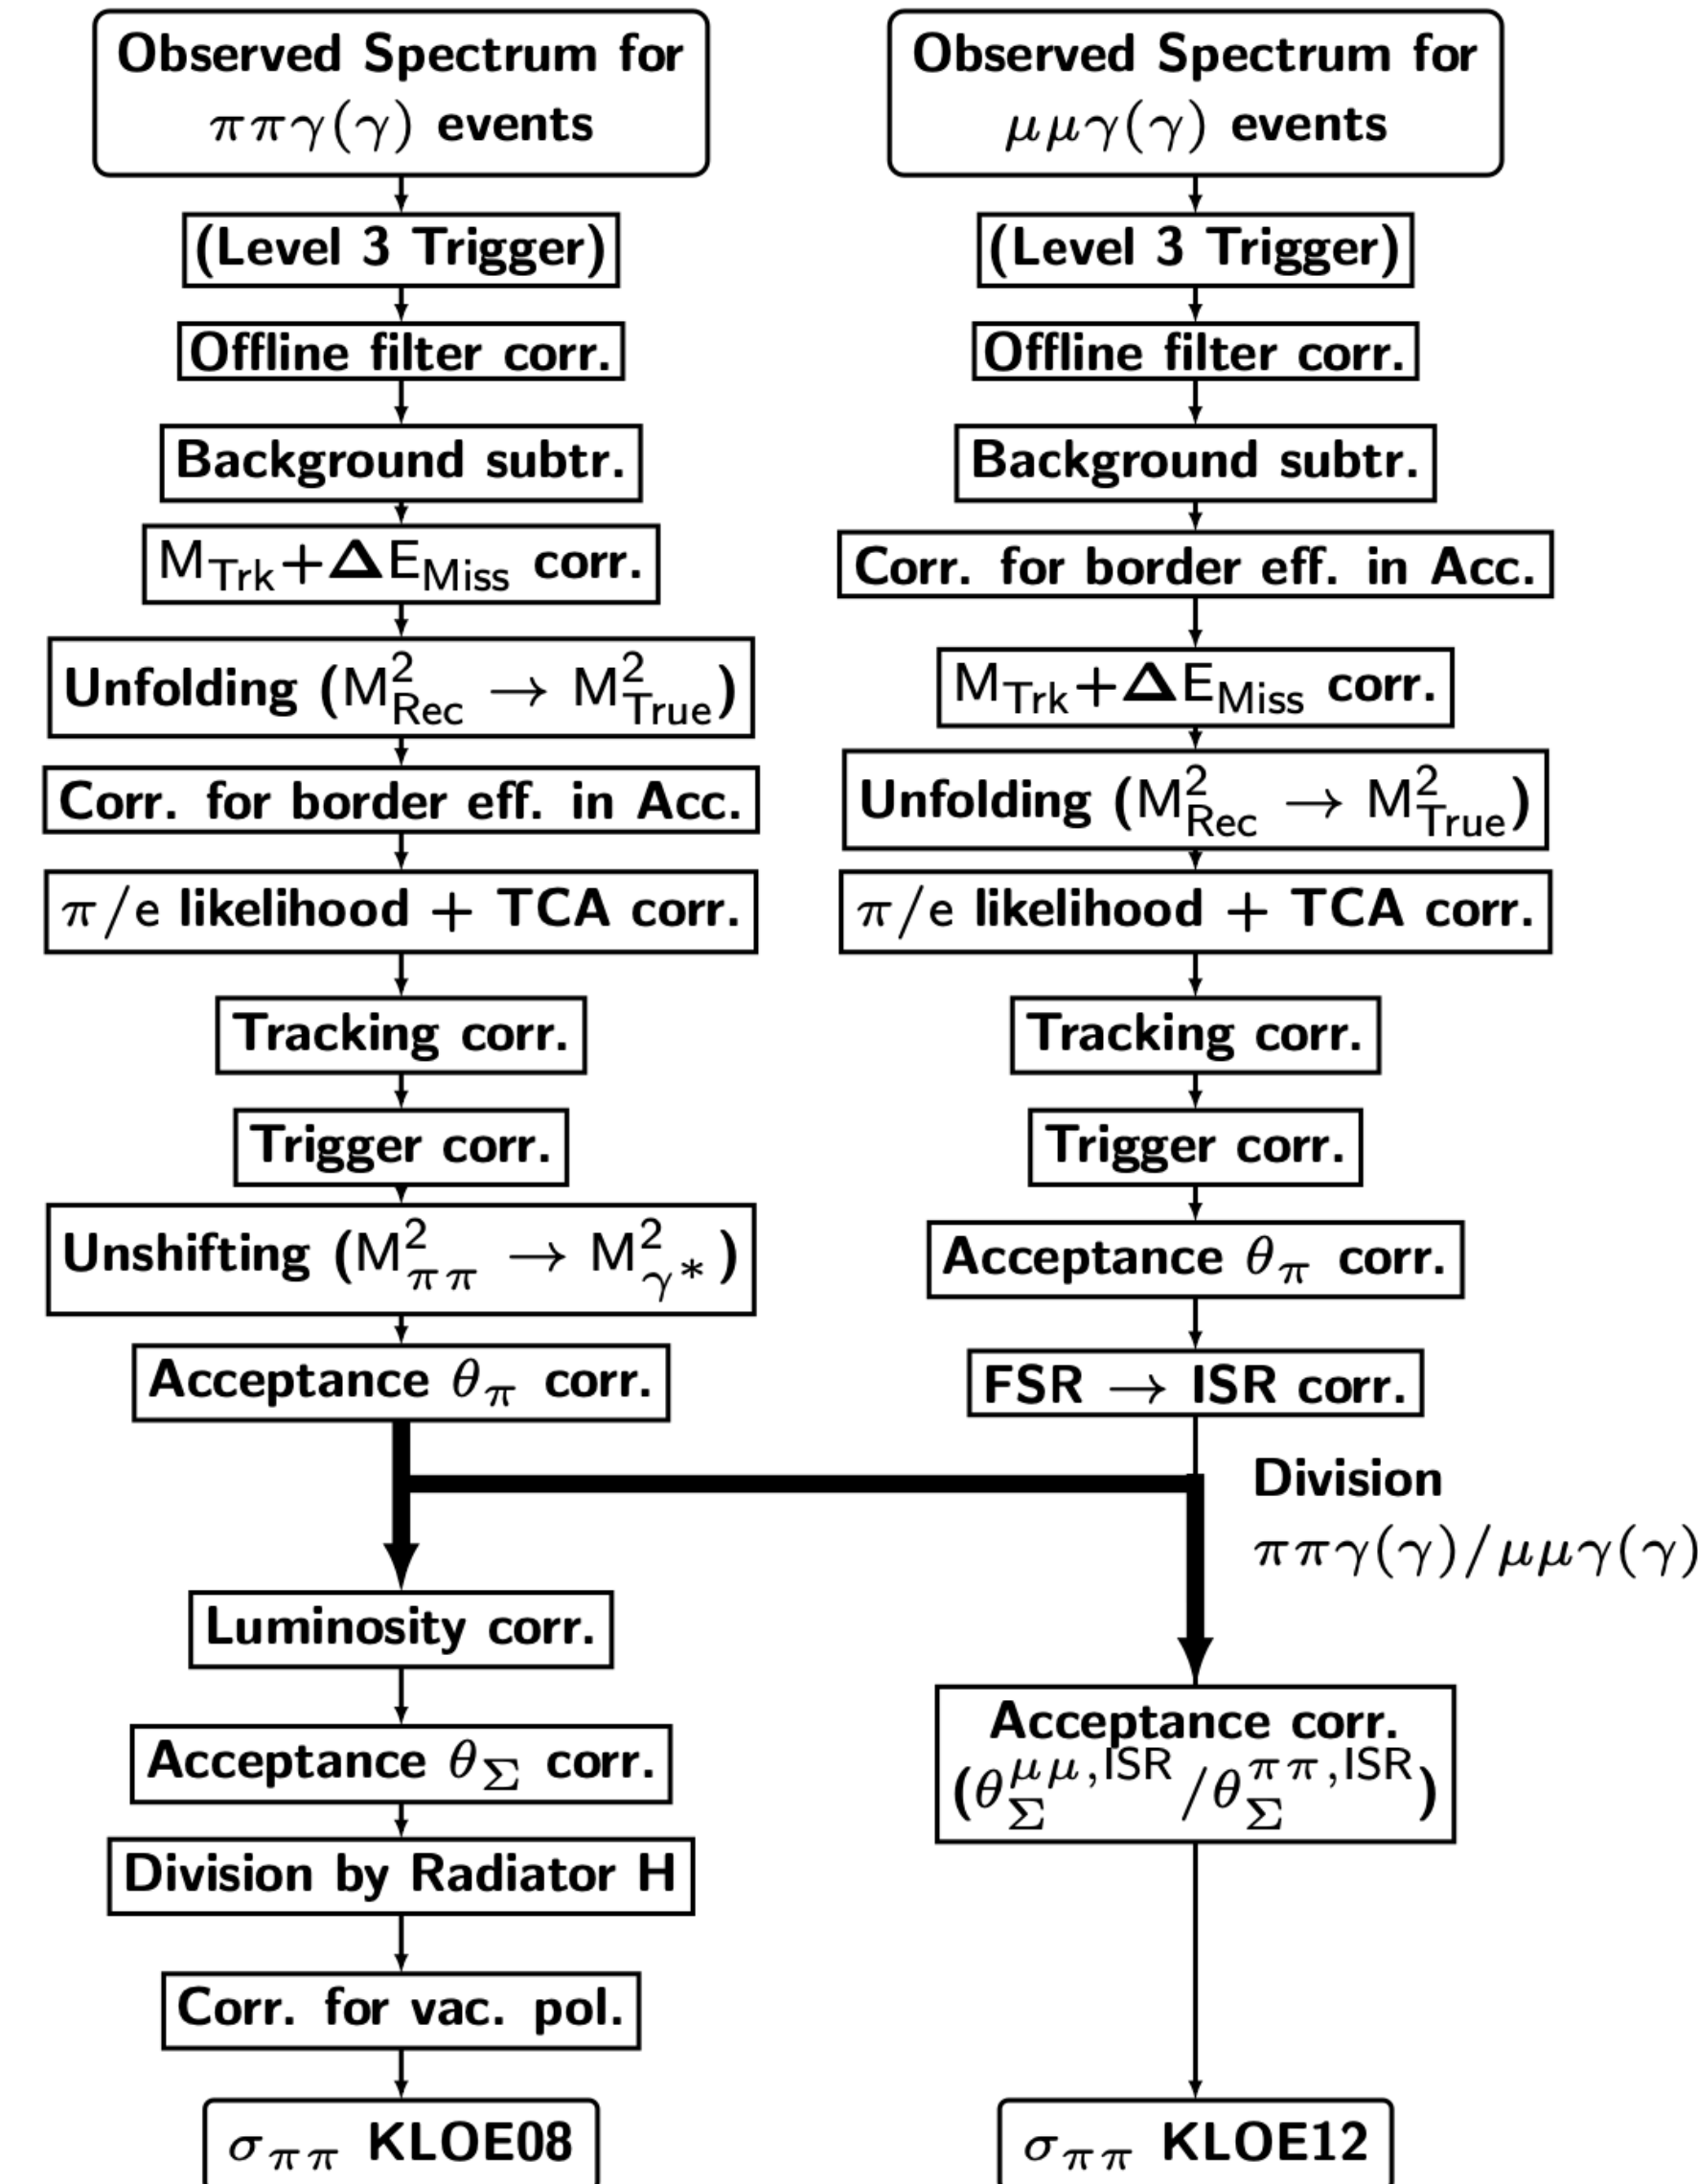 Observed Spectrum for
ππγ(γ) events
(Level 3 Trigger)
Offline filter corr.
Background subtr.
M_Trk+ΔE_Miss corr.
Unfolding (M²_Rec → M²_True)
Corr. for border eff. in Acc.
π/e likelihood + TCA corr.
Tracking corr.
Trigger corr.
Unshifting (M²_ππ → M²_γ*)
Acceptance θ_π corr.
Luminosity corr.
Acceptance θ_Σ corr.
Division by Radiator H
Corr. for vac. pol.
σ_ππ KLOE08
Observed Spectrum for
μμγ(γ) events
(Level 3 Trigger)
Offline filter corr.
Background subtr.
Corr. for border eff. in Acc.
M_Trk+ΔE_Miss corr.
Unfolding (M²_Rec → M²_True)
π/e likelihood + TCA corr.
Tracking corr.
Trigger corr.
Acceptance θ_π corr.
FSR → ISR corr.
Division
ππγ(γ)/μμγ(γ)
Acceptance corr.
(θ_Σ^μμ,ISR/θ_Σ^ππ,ISR)
σ_ππ KLOE12